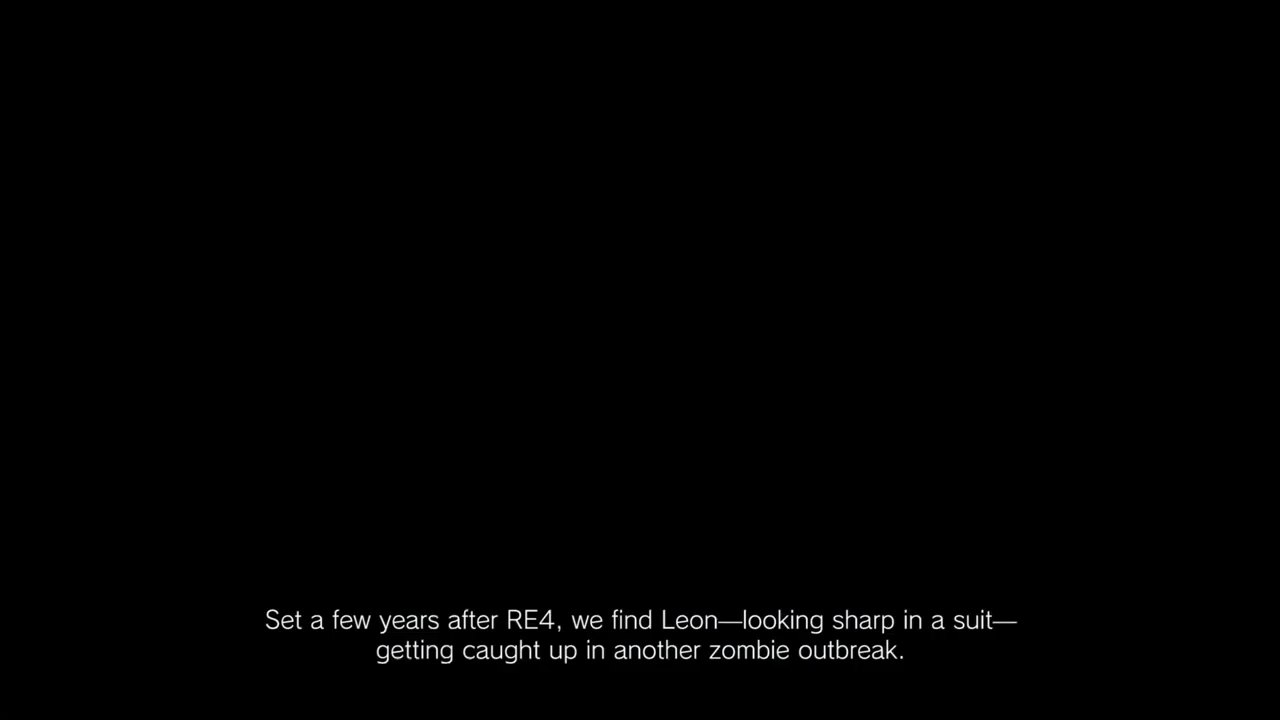 Set a few years after RE4, we find Leon—looking sharp in a suit—
getting caught up in another zombie outbreak.